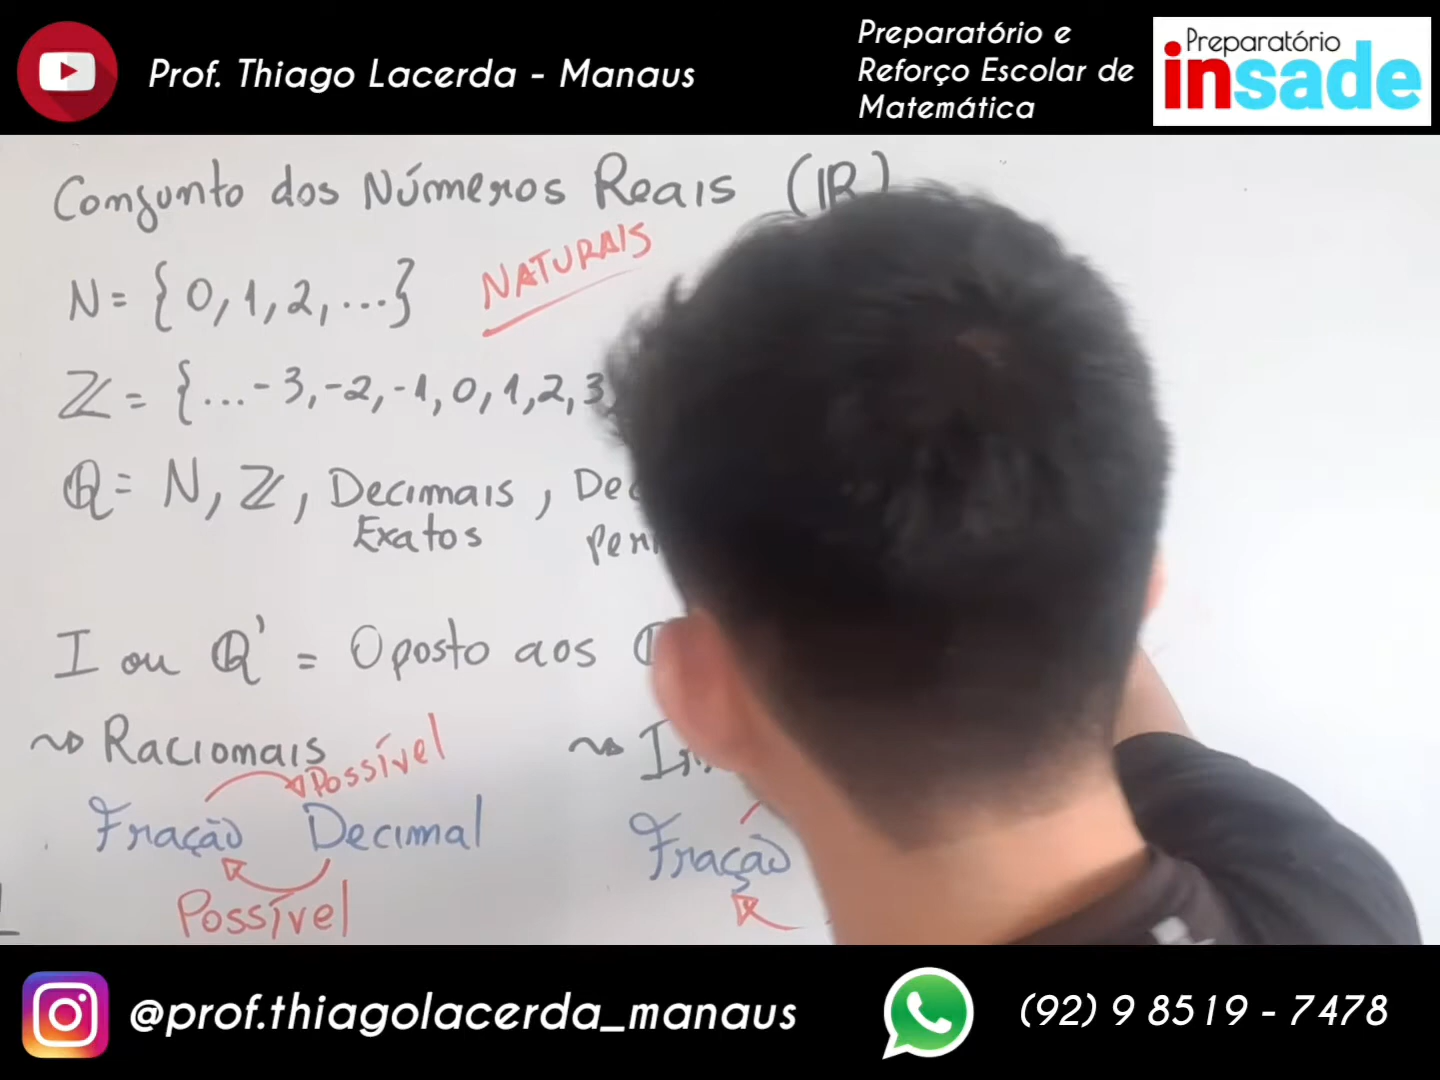 Prof. Thiago Lacerda - Manaus
Preparatório e
Reforço Escolar de
Matemática
Preparatório
insade
Conjunto dos Números Reais (ℝ)
NATURAIS
N = {0, 1, 2, ...}
ℤ = {... -3, -2, -1, 0, 1, 2, 3
ℚ = N, ℤ, Decimais, Dec
Exatos
I ou ℚ' = Oposto aos
~> Racionais
Possível
Fração Decimal
Possível
Fração
@prof.thiagolacerda_manaus
(92) 9 8519 - 7478